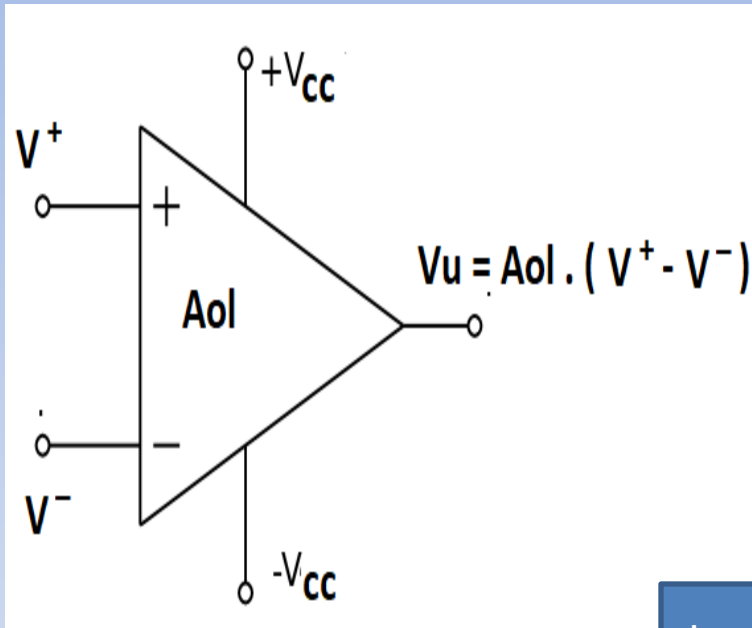 +Vcc
V⁺
+
Vu = Aol . ( V⁺ - V⁻ )
Aol
−
V⁻
-Vcc